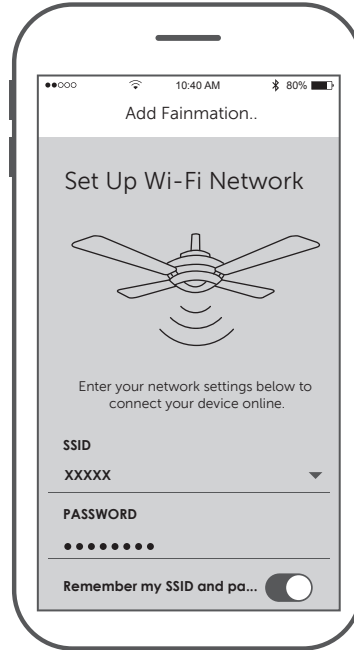 10:40 AM 80%
Add Fainmation..
Set Up Wi-Fi Network
Enter your network settings below to
connect your device online.
SSID
XXXXX
PASSWORD
●●●●●●●●
Remember my SSID and pa...